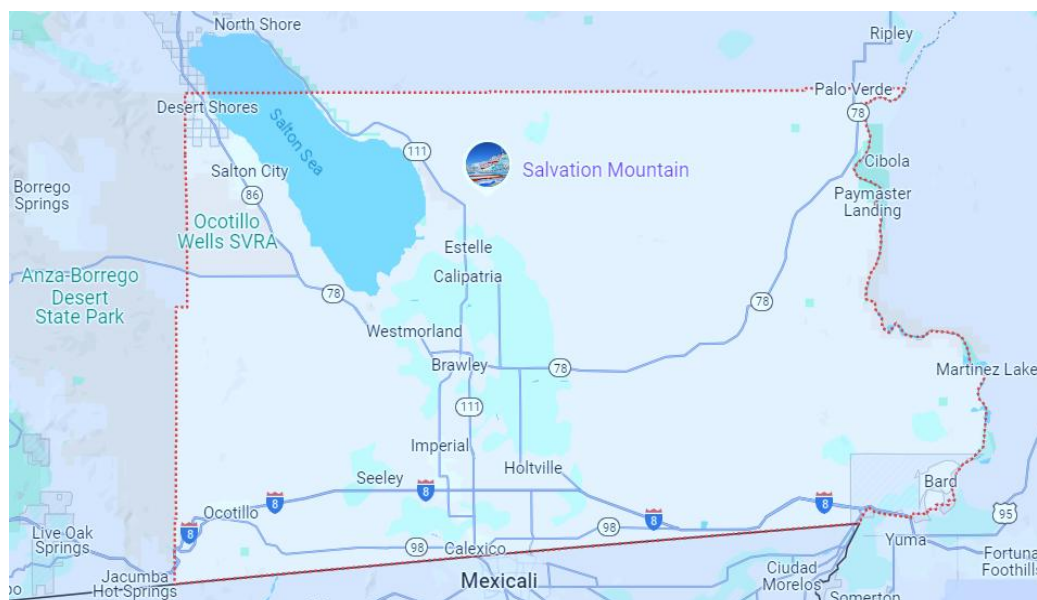 North Shore
Ripley
Palo Verde
Desert Shores
78
Salton Sea
111
Cibola
Salton City
Salvation Mountain
Borrego
Springs
86
Paymaster
Landing
Ocotillo
Wells SVRA
Estelle
Anza-Borrego
Desert
State Park
Calipatria
78
78
Westmorland
Brawley
78
Martinez Lake
111
Imperial
Holtville
Seeley
Bard
8
8
8
8
Ocotillo
95
98
8
Live Oak
Springs
98
Calexico
Yuma
Fortuna
Foothills
Jacumba
Hot Springs
Mexicali
Ciudad
Morelos
Somerton